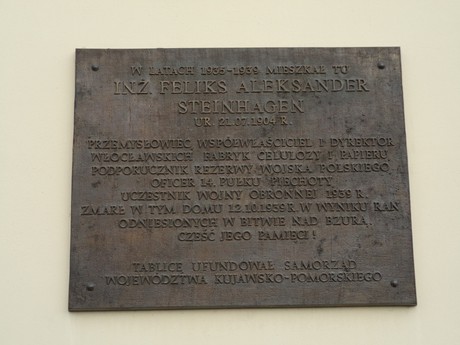 W LATACH 1935-1939 MIESZKAŁ TU
INŻ FELIKS ALEKSANDER
STEINHAGEN
UR. 21.07.1904 R.
PRZEMYSŁOWIEC, WSPÓŁWŁAŚCICIEL I DYREKTOR
WŁOCŁAWSKICH FABRYK CELULOZY I PAPIERU,
PODPORUCZNIK REZERWY WOJSKA POLSKIEGO
OFICER 14. PUŁKU PIECHOTY,
UCZESTNIK WOJNY OBRONNEJ 1939 R.
ZMARŁ W TYM DOMU 12.10.1939 R. W WYNIKU RAN
ODNIESIONYCH W BITWIE NAD BZURĄ.
CZEŚĆ JEGO PAMIĘCI!
TABLICĘ UFUNDOWAŁ SAMORZĄD
WOJEWÓDZTWA KUJAWSKO-POMORSKIEGO